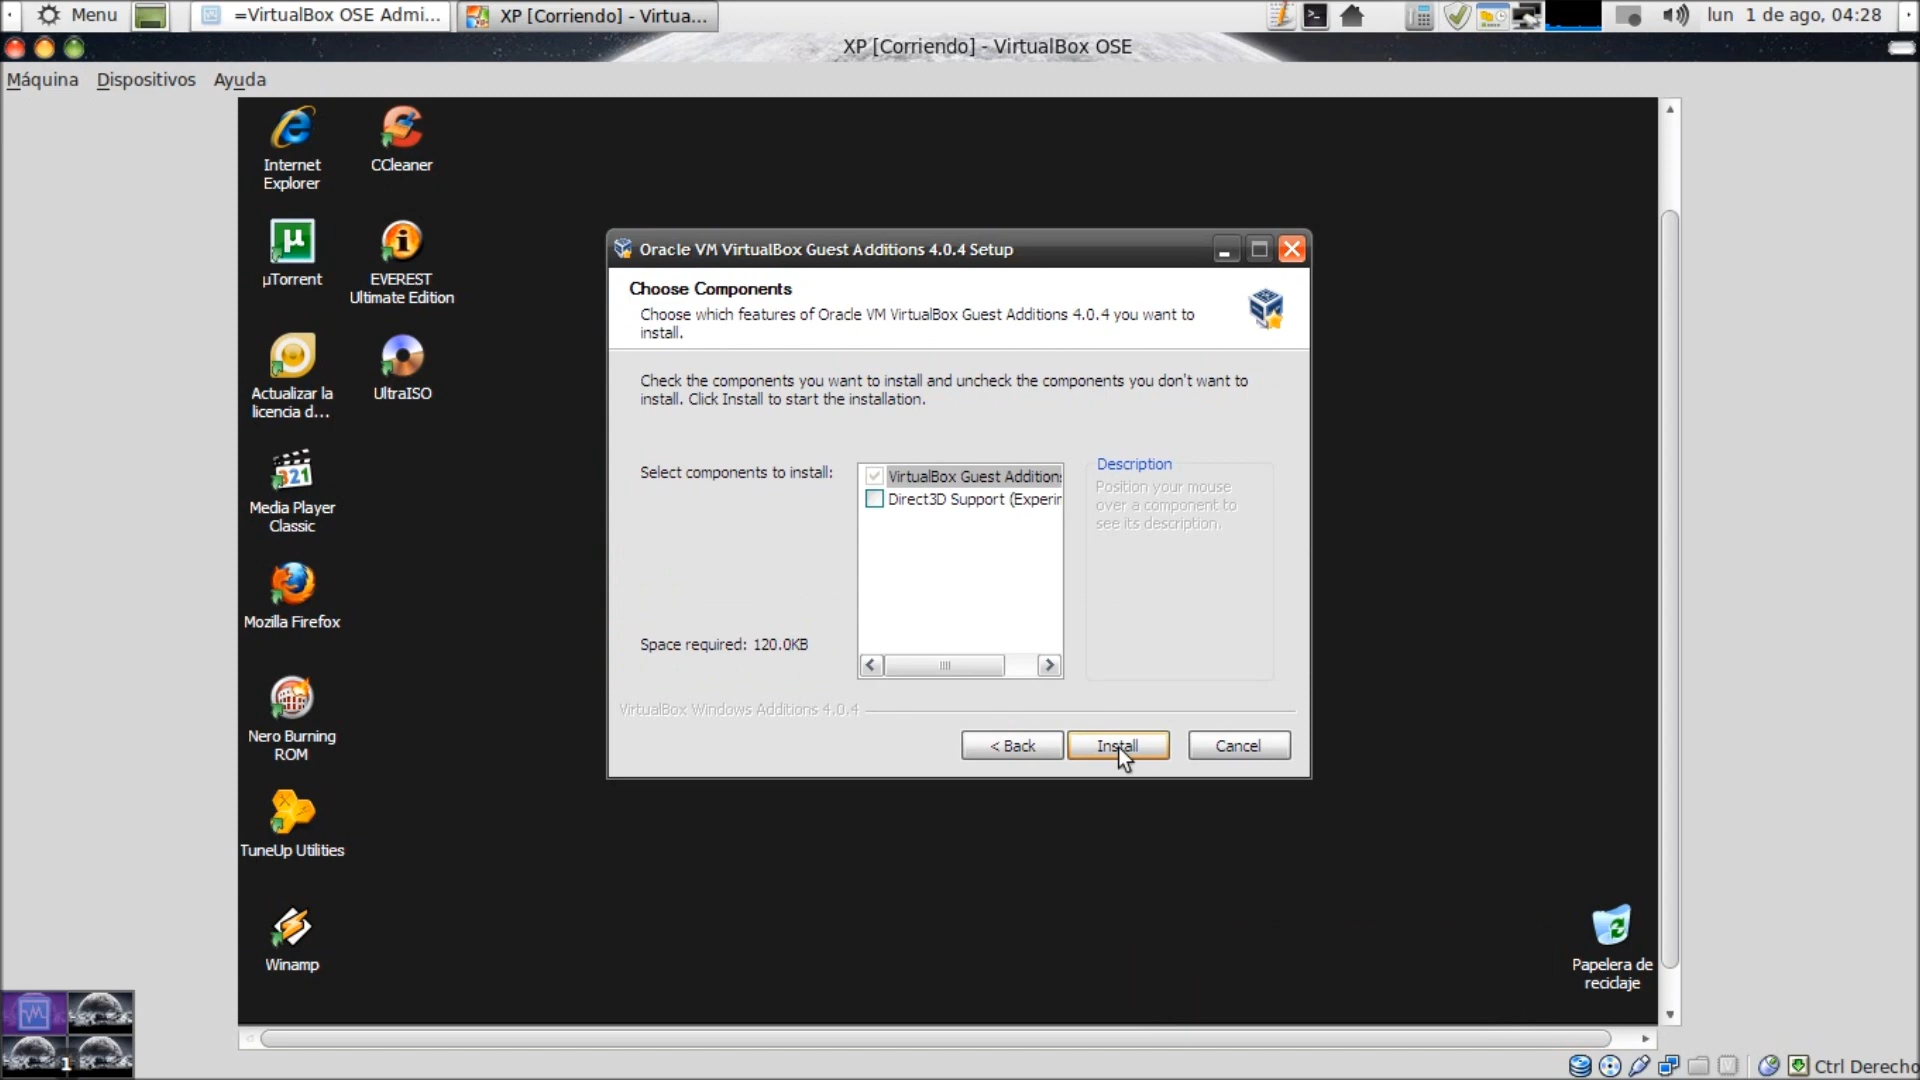 Menu
=VirtualBox OSE Admi...
XP [Corriendo] - Virtua...
lun 1 de ago, 04:28
XP [Corriendo] - VirtualBox OSE
Máquina Dispositivos Ayuda
Internet
Explorer
CCleaner
µTorrent
EVEREST
Ultimate Edition
Actualizar la
licencia d...
UltraISO
Media Player
Classic
Mozilla Firefox
Nero Burning
ROM
TuneUp Utilities
Winamp
Oracle VM VirtualBox Guest Additions 4.0.4 Setup
Choose Components
Choose which features of Oracle VM VirtualBox Guest Additions 4.0.4 you want to
install.
Check the components you want to install and uncheck the components you don't want to
install. Click Install to start the installation.
Select components to install:
VirtualBox Guest Additions
Direct3D Support (Experim
Description
Position your mouse
over a component to
see its description.
Space required: 120.0KB
VirtualBox Windows Additions 4.0.4
< Back
Install
Cancel
Papelera de
reciclaje
1
Ctrl Derecho